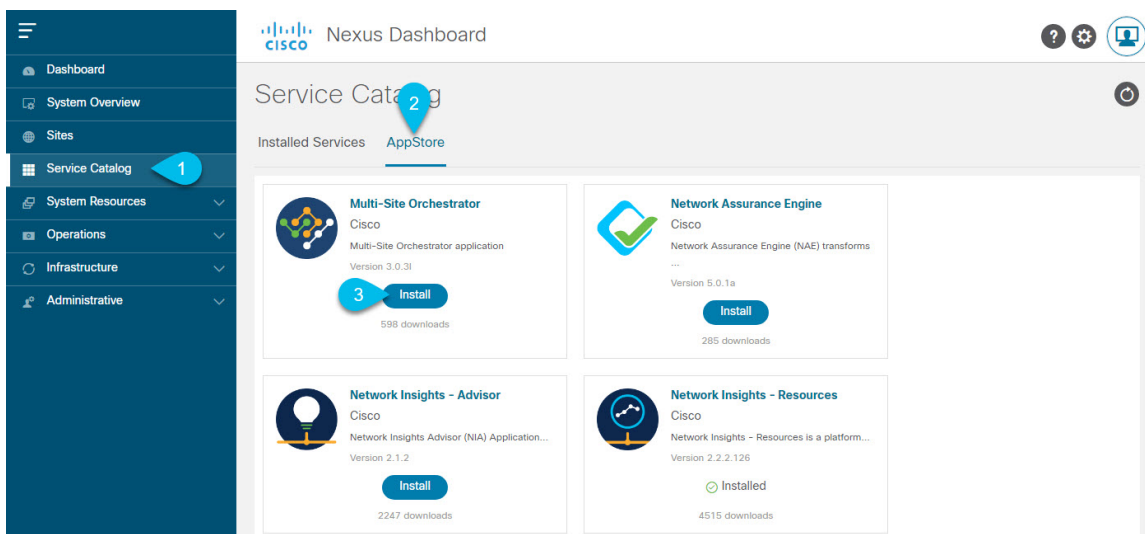 CISCO
Nexus Dashboard
?
Dashboard
System Overview
Sites
Service Catalog
1
System Resources
Operations
Infrastructure
Administrative
Service Catalog
2
Installed Services
AppStore
Multi-Site Orchestrator
Cisco
Multi-Site Orchestrator application
Version 3.0.3l
3
Install
598 downloads
Network Assurance Engine
Cisco
Network Assurance Engine (NAE) transforms
...
Version 5.0.1a
Install
285 downloads
Network Insights - Advisor
Cisco
Network Insights Advisor (NIA) Application...
Version 2.1.2
Install
2247 downloads
Network Insights - Resources
Cisco
Network Insights - Resources is a platform...
Version 2.2.2.126
Installed
4515 downloads